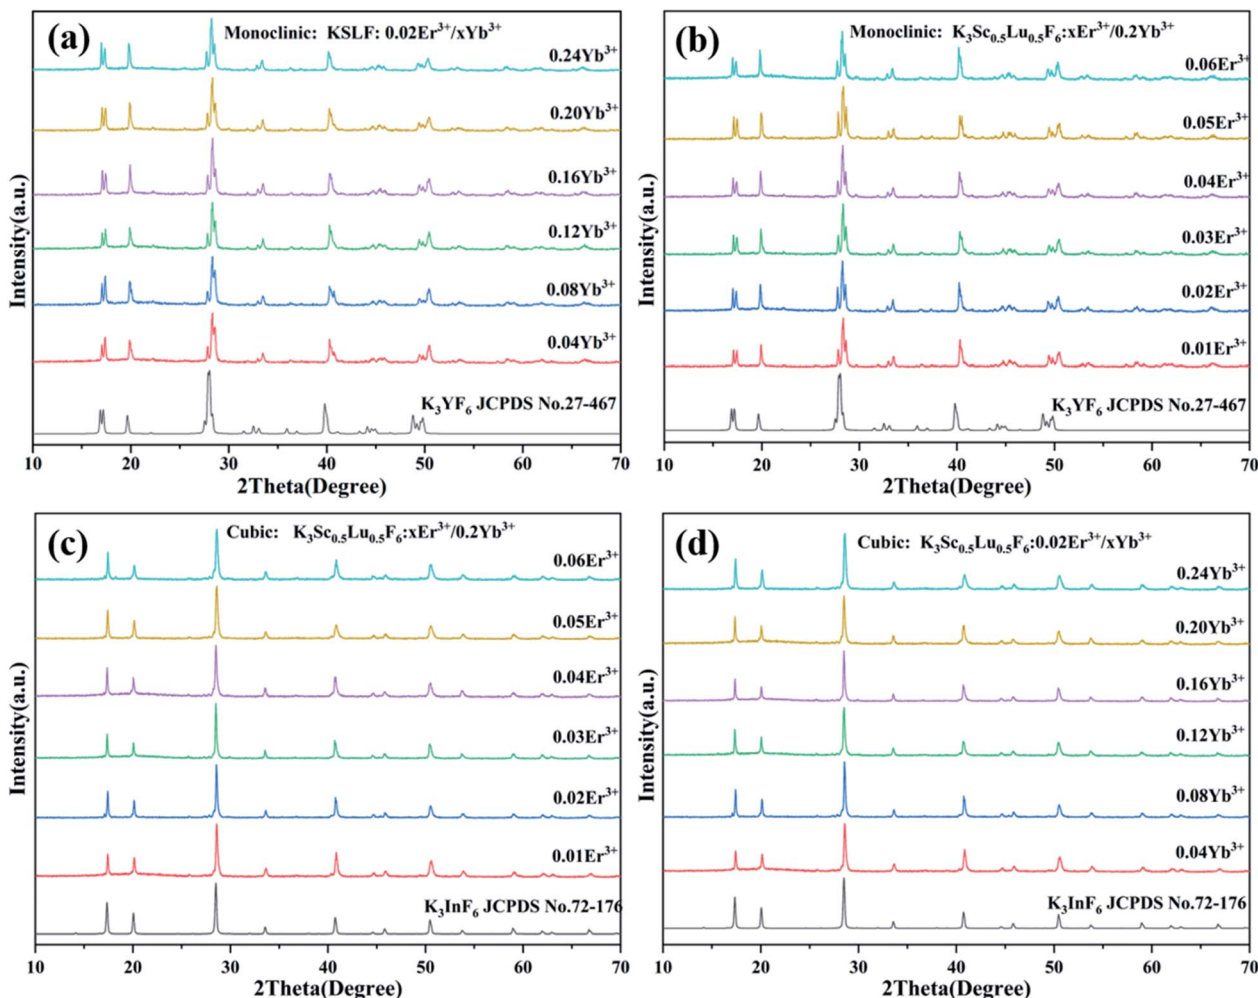 (a)
Monoclinic: KSLF: 0.02Er³⁺/xYb³⁺
0.24Yb³⁺
0.20Yb³⁺
0.16Yb³⁺
0.12Yb³⁺
0.08Yb³⁺
0.04Yb³⁺
K₃YF₆ JCPDS No.27-467
Intensity(a.u.)
10 20 30 40 50 60 70
2Theta(Degree)
(b)
Monoclinic: K₃Sc₀.₅Lu₀.₅F₆:xEr³⁺/0.2Yb³⁺
0.06Er³⁺
0.05Er³⁺
0.04Er³⁺
0.03Er³⁺
0.02Er³⁺
0.01Er³⁺
K₃YF₆ JCPDS No.27-467
Intensity(a.u.)
10 20 30 40 50 60 70
2Theta(Degree)
(c)
Cubic: K₃Sc₀.₅Lu₀.₅F₆:xEr³⁺/0.2Yb³⁺
0.06Er³⁺
0.05Er³⁺
0.04Er³⁺
0.03Er³⁺
0.02Er³⁺
0.01Er³⁺
K₃InF₆ JCPDS No.72-176
Intensity(a.u.)
10 20 30 40 50 60 70
2Theta(Degree)
(d)
Cubic: K₃Sc₀.₅Lu₀.₅F₆:0.02Er³⁺/xYb³⁺
0.24Yb³⁺
0.20Yb³⁺
0.16Yb³⁺
0.12Yb³⁺
0.08Yb³⁺
0.04Yb³⁺
K₃InF₆ JCPDS No.72-176
Intensity(a.u.)
10 20 30 40 50 60 70
2Theta(Degree)